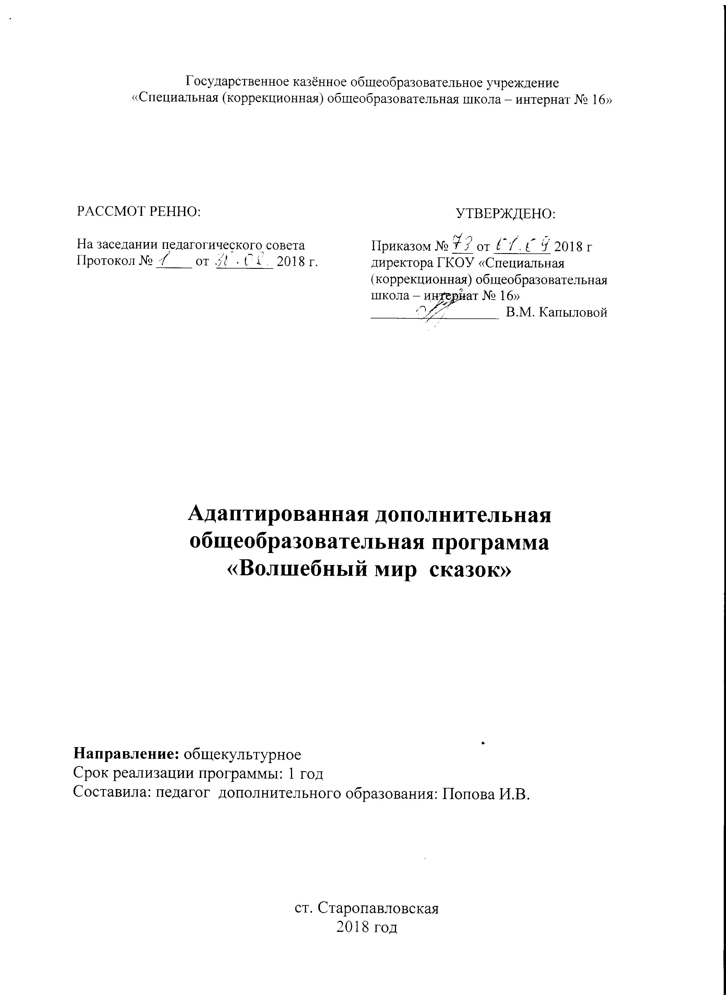 Государственное казённое общеобразовательное учреждение
«Специальная (коррекционная) общеобразовательная школа – интернат № 16»
РАССМОТ РЕННО:
На заседании педагогического совета
Протокол № 1 от 2018 г.
УТВЕРЖДЕНО:
Приказом № 73 от 01.09 2018 г
директора ГКОУ «Специальная
(коррекционная) общеобразовательная
школа – интернат № 16»
В.М. Капыловой
Адаптированная дополнительная
общеобразовательная программа
«Волшебный мир сказок»
Направление: общекультурное
Срок реализации программы: 1 год
Составила: педагог дополнительного образования: Попова И.В.
ст. Старопавловская
2018 год